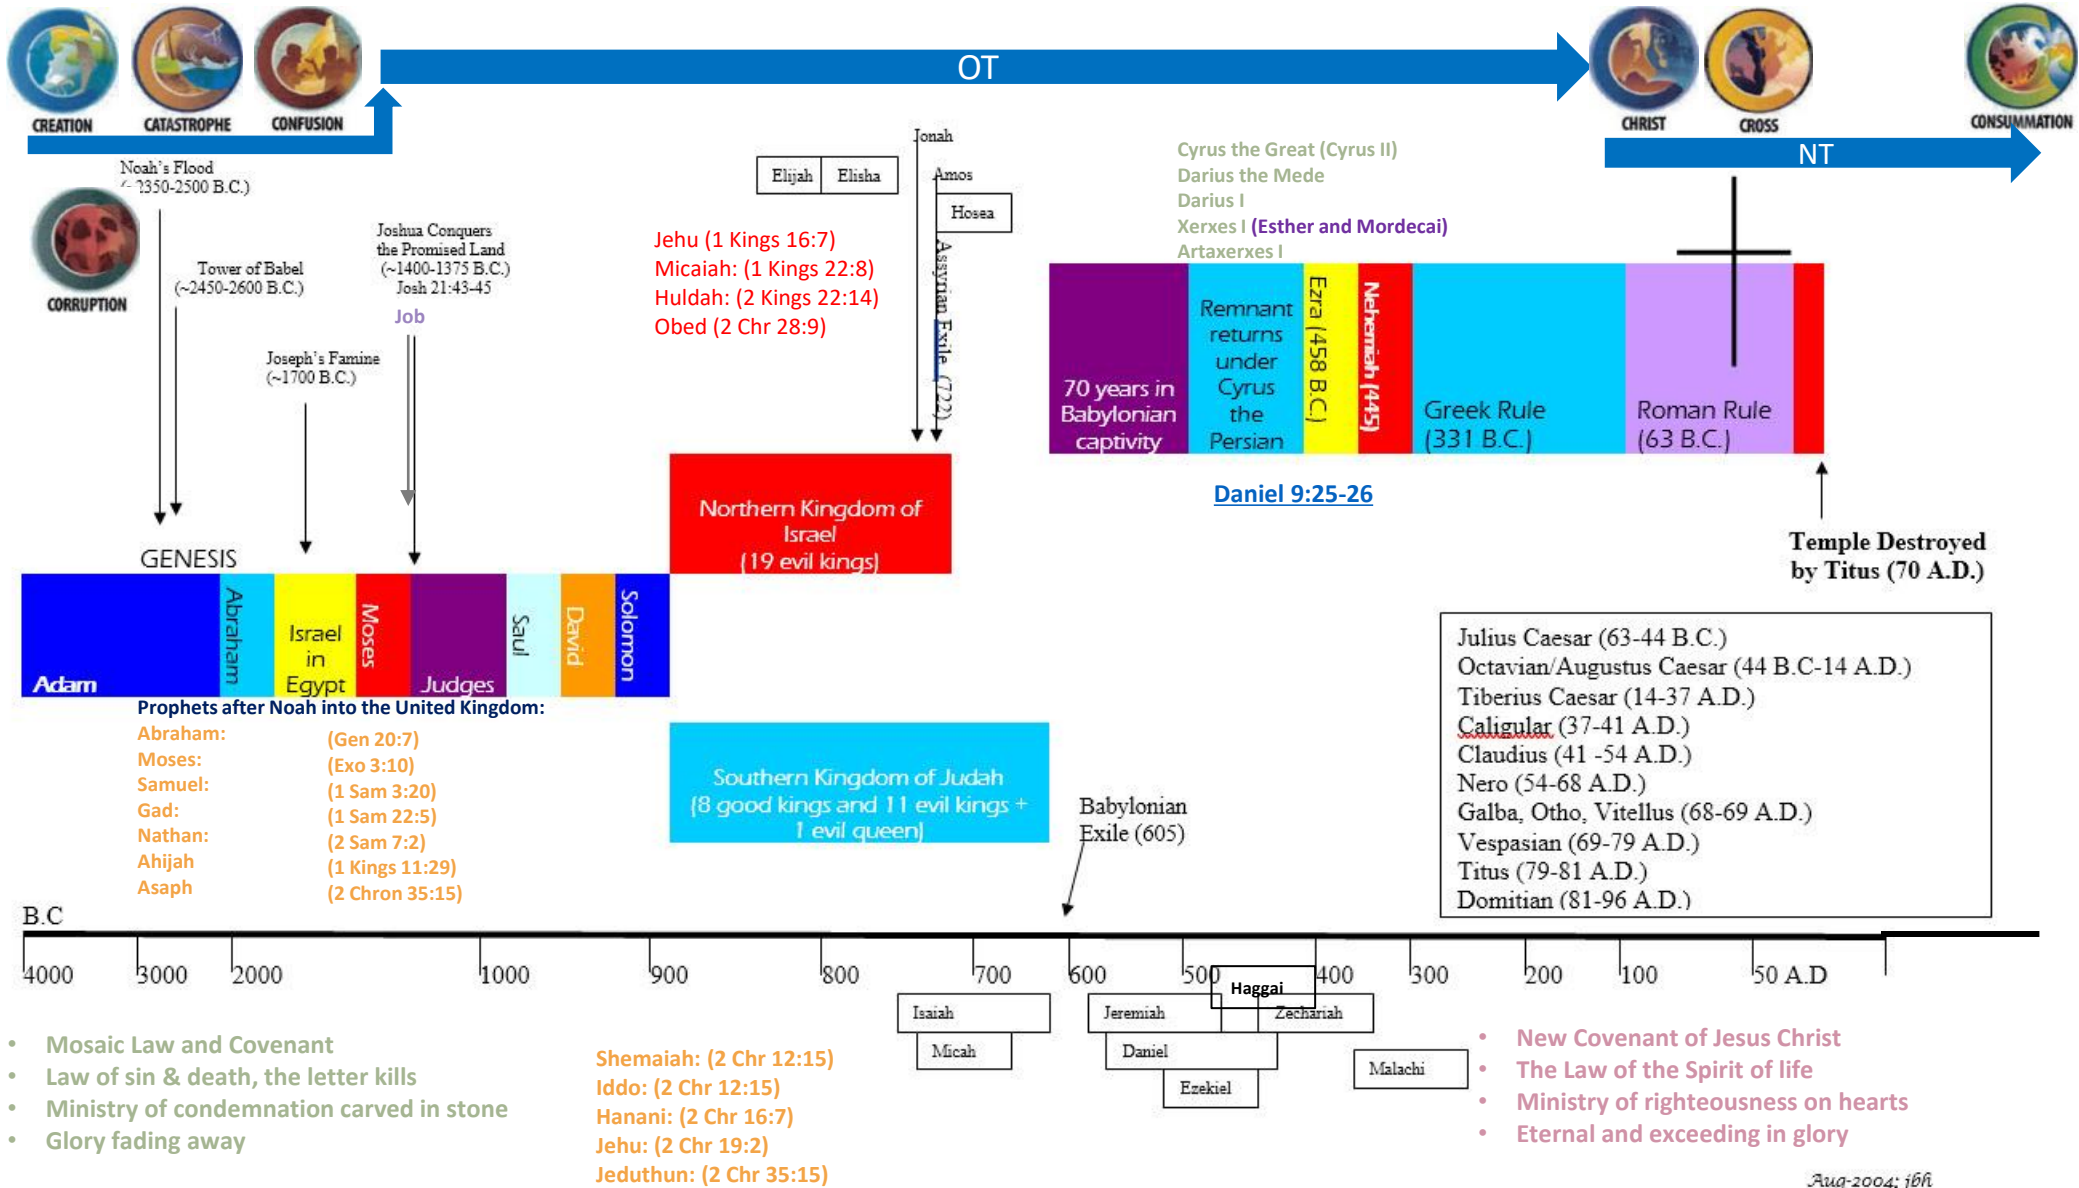 OT
CREATION
CATASTROPHE
CONFUSION
CHRIST
CROSS
CONSUMMATION
NT
Noah's Flood
(~2350-2500 B.C.)
CORRUPTION
Tower of Babel
(~2450-2600 B.C.)
Joseph's Famine
(~1700 B.C.)
Joshua Conquers
the Promised Land
(~1400-1375 B.C.)
Josh 21:43-45
Job
Elijah
Elisha
Jonah
Amos
Hosea
Assyrian Exile (722)
Jehu (1 Kings 16:7)
Micaiah: (1 Kings 22:8)
Huldah: (2 Kings 22:14)
Obed (2 Chr 28:9)
Cyrus the Great (Cyrus II)
Darius the Mede
Darius I
Xerxes I (Esther and Mordecai)
Artaxerxes I
70 years in
Babylonian
captivity
Remnant
returns
under
Cyrus
the
Persian
Ezra (458 B.C.)
Nehemiah (445)
Greek Rule
(331 B.C.)
Roman Rule
(63 B.C.)
Daniel 9:25-26
Temple Destroyed
by Titus (70 A.D.)
GENESIS
Adam
Abraham
Israel
in
Egypt
Moses
Judges
Saul
David
Solomon
Northern Kingdom of
Israel
(19 evil kings)
Southern Kingdom of Judah
(8 good kings and 11 evil kings +
1 evil queen)
Babylonian
Exile (605)
Prophets after Noah into the United Kingdom:
Abraham: (Gen 20:7)
Moses: (Exo 3:10)
Samuel: (1 Sam 3:20)
Gad: (1 Sam 22:5)
Nathan: (2 Sam 7:2)
Ahijah (1 Kings 11:29)
Asaph (2 Chron 35:15)
Julius Caesar (63-44 B.C.)
Octavian/Augustus Caesar (44 B.C-14 A.D.)
Tiberius Caesar (14-37 A.D.)
Caligular (37-41 A.D.)
Claudius (41 -54 A.D.)
Nero (54-68 A.D.)
Galba, Otho, Vitellus (68-69 A.D.)
Vespasian (69-79 A.D.)
Titus (79-81 A.D.)
Domitian (81-96 A.D.)
B.C
4000 3000 2000 1000 900 800 700 600 500 400 300 200 100 50 A.D
Haggai
Isaiah
Micah
Jeremiah
Zechariah
Daniel
Ezekiel
Malachi
• Mosaic Law and Covenant
• Law of sin & death, the letter kills
• Ministry of condemnation carved in stone
• Glory fading away
Shemaiah: (2 Chr 12:15)
Iddo: (2 Chr 12:15)
Hanani: (2 Chr 16:7)
Jehu: (2 Chr 19:2)
Jeduthun: (2 Chr 35:15)
• New Covenant of Jesus Christ
• The Law of the Spirit of life
• Ministry of righteousness on hearts
• Eternal and exceeding in glory
Aug-2004; jbh